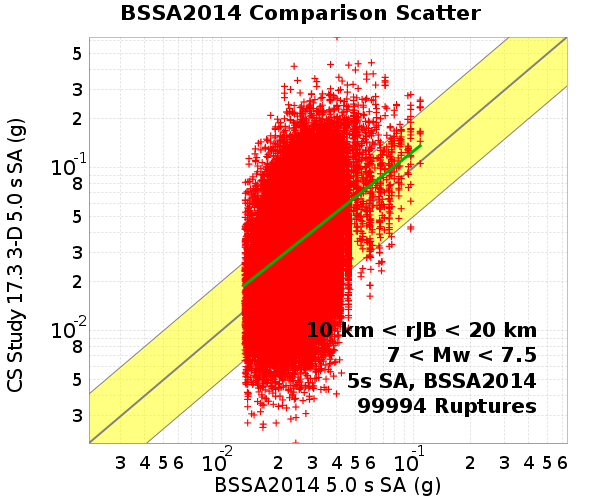 BSSA2014 Comparison Scatter
CS Study 17.3 3-D 5.0 s SA (g)
5
3
2
10⁻¹
8
5
3
2
10⁻²
8
5
3
10 km < rJB < 20 km
7 < Mw < 7.5
5s SA, BSSA2014
99994 Ruptures
3 4 5 6 10⁻² 2 3 4 5 6 10⁻¹ 2 3 4 5 6
BSSA2014 5.0 s SA (g)